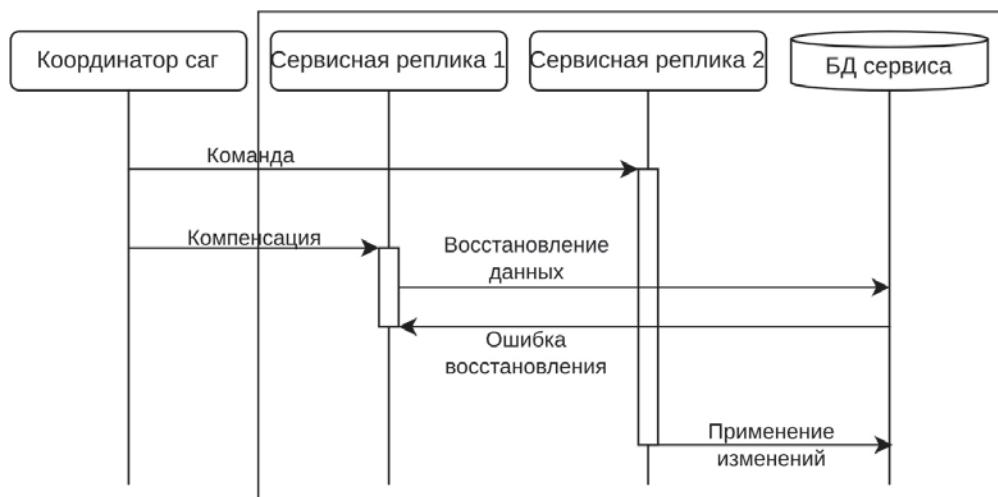 Координатор саг
Сервисная реплика 1
Сервисная реплика 2
БД сервиса
Команда
Компенсация
Восстановление
данных
Ошибка
восстановления
Применение
изменений